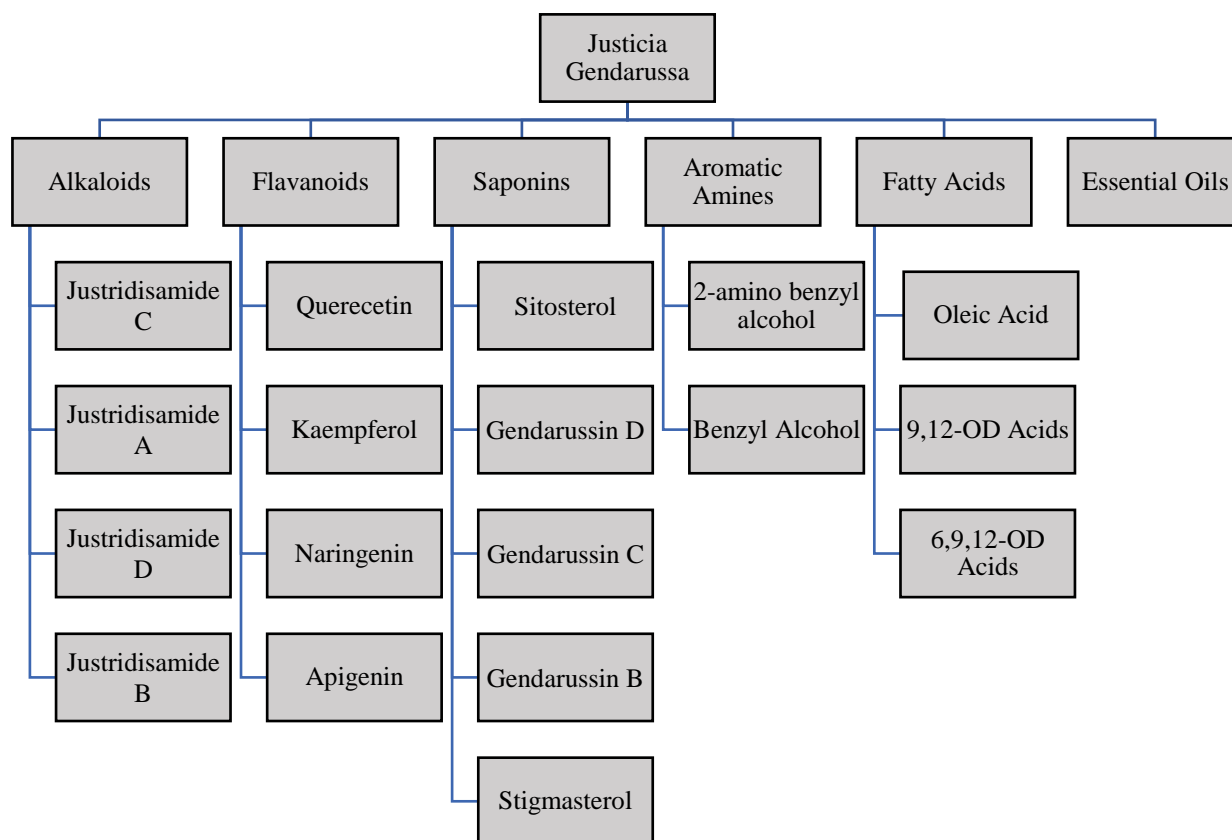 Justicia
Gendarussa
Alkaloids
Flavanoids
Saponins
Aromatic
Amines
Fatty Acids
Essential Oils
Justridisamide
C
Justridisamide
A
Justridisamide
D
Justridisamide
B
Querecetin
Kaempferol
Naringenin
Apigenin
Sitosterol
Gendarussin D
Gendarussin C
Gendarussin B
Stigmasterol
2-amino benzyl
alcohol
Benzyl Alcohol
Oleic Acid
9,12-OD Acids
6,9,12-OD
Acids